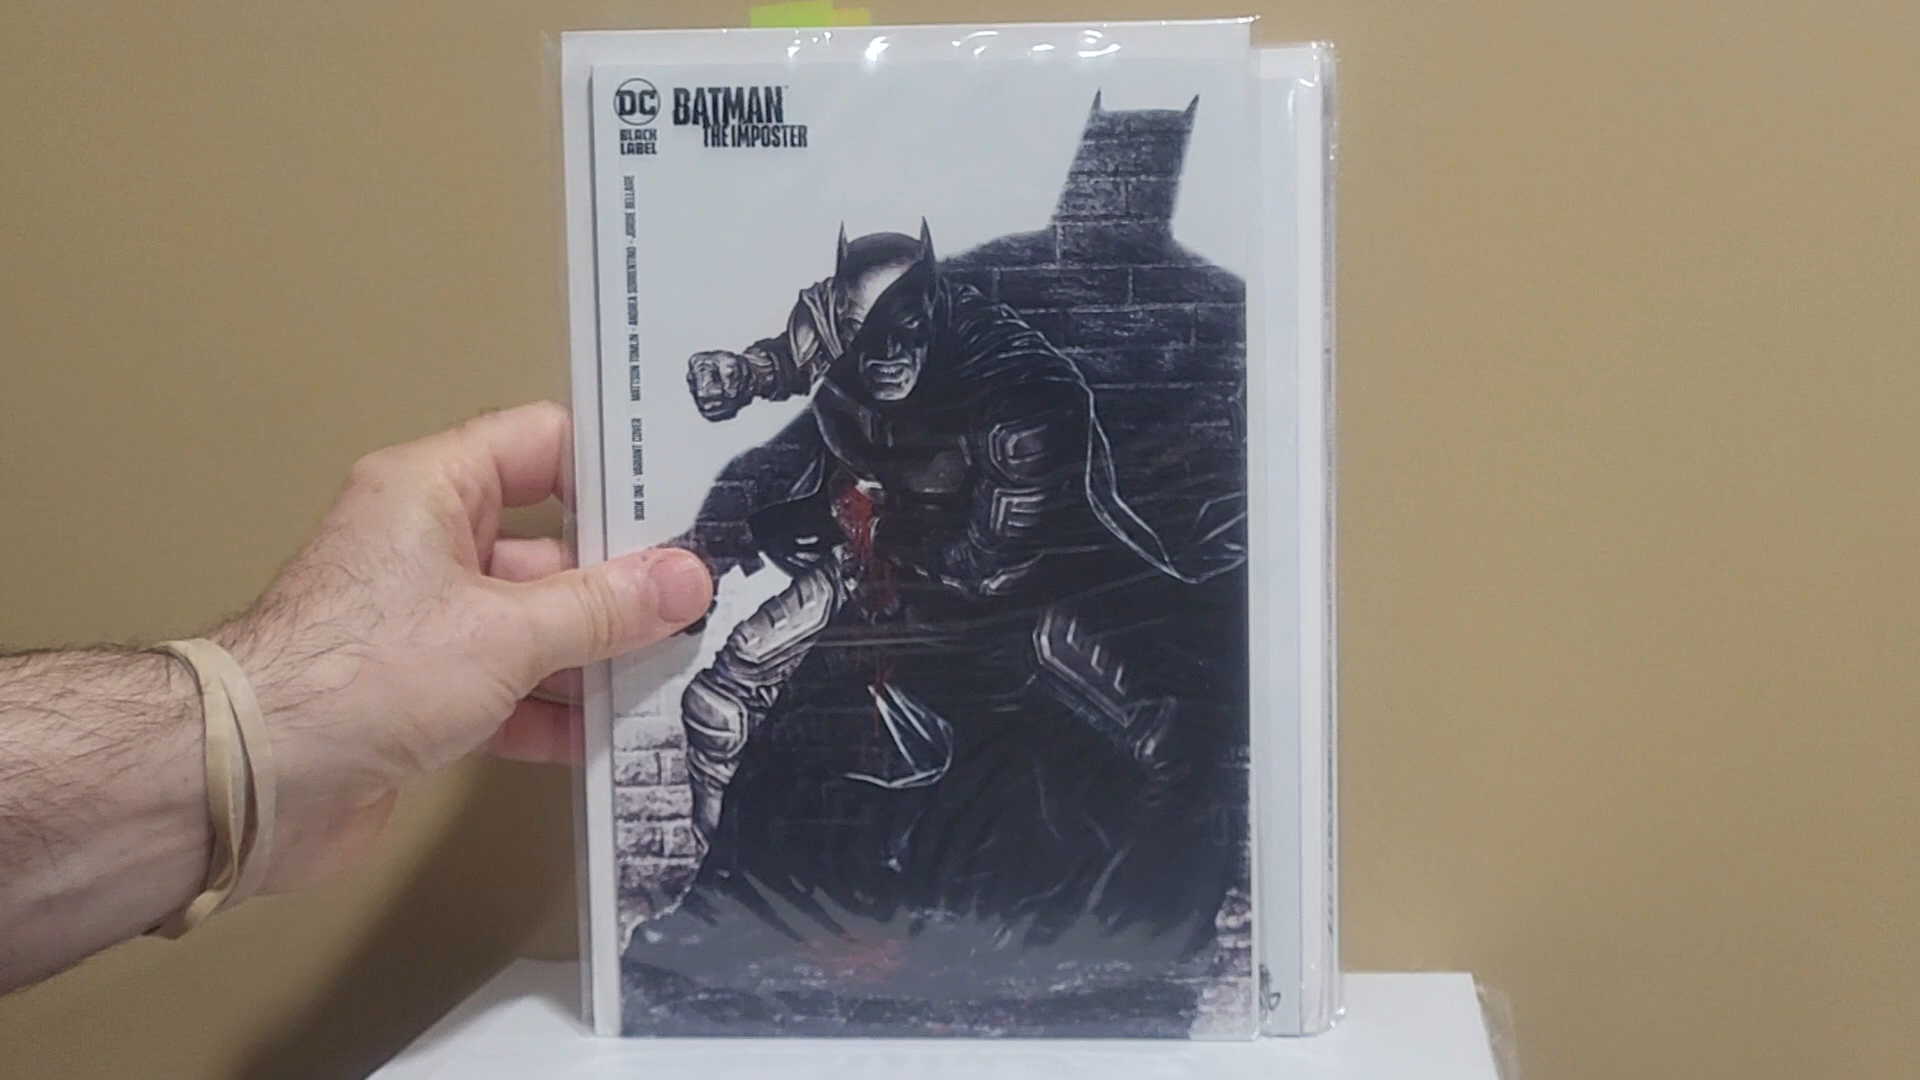 DC
BLACK
LABEL
BATMAN
THE IMPOSTER
BOOK ONE - VARIANT COVER MATTSON TOMLIN - ANDREA SORRENTINO - JORDIE BELLAIRE